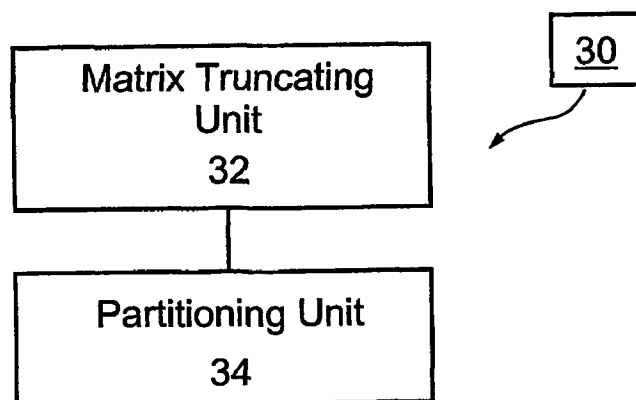 30
Matrix Truncating
Unit
32
Partitioning Unit
34